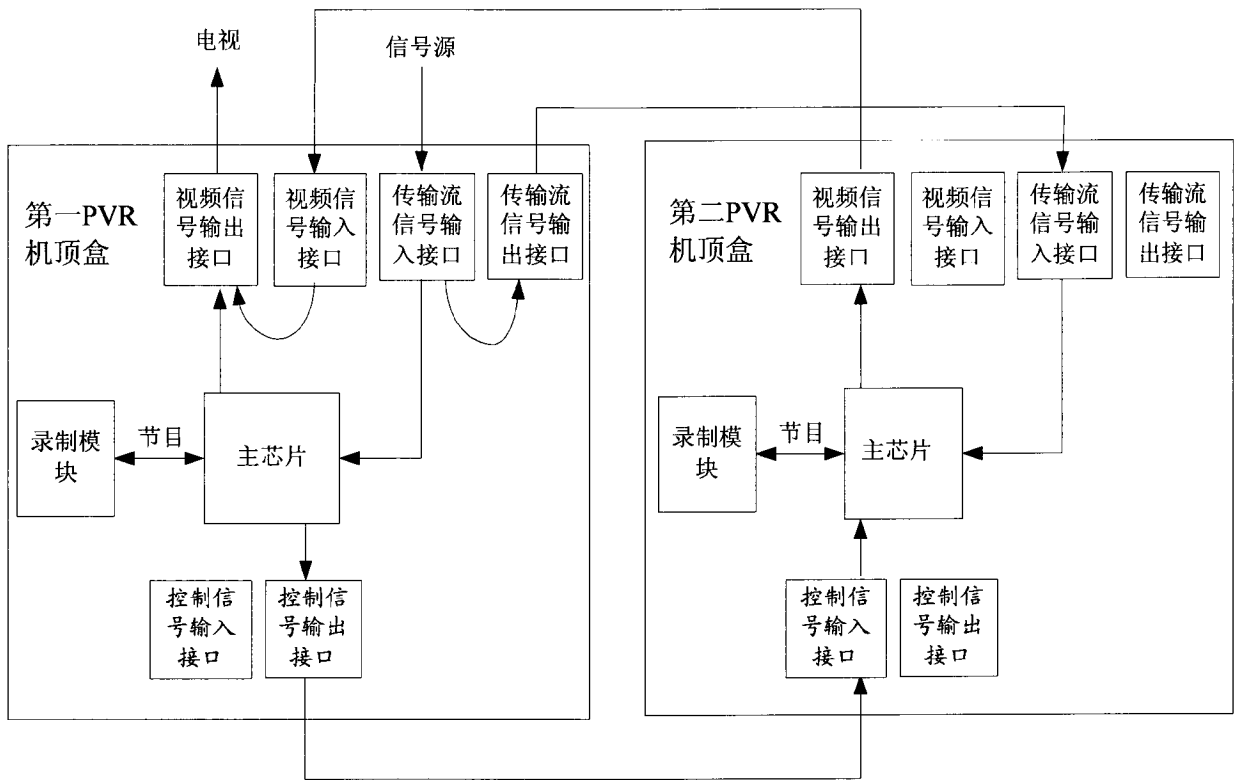 电视
信号源
第一PVR
机顶盒
视频信
号输出
接口
视频信
号输入
接口
传输流
信号输
入接口
传输流
信号输
出接口
录制模
块
节目
主芯片
控制信
号输入
接口
控制信
号输出
接口
第二PVR
机顶盒
视频信
号输出
接口
视频信
号输入
接口
传输流
信号输
入接口
传输流
信号输
出接口
录制模
块
节目
主芯片
控制信
号输入
接口
控制信
号输出
接口